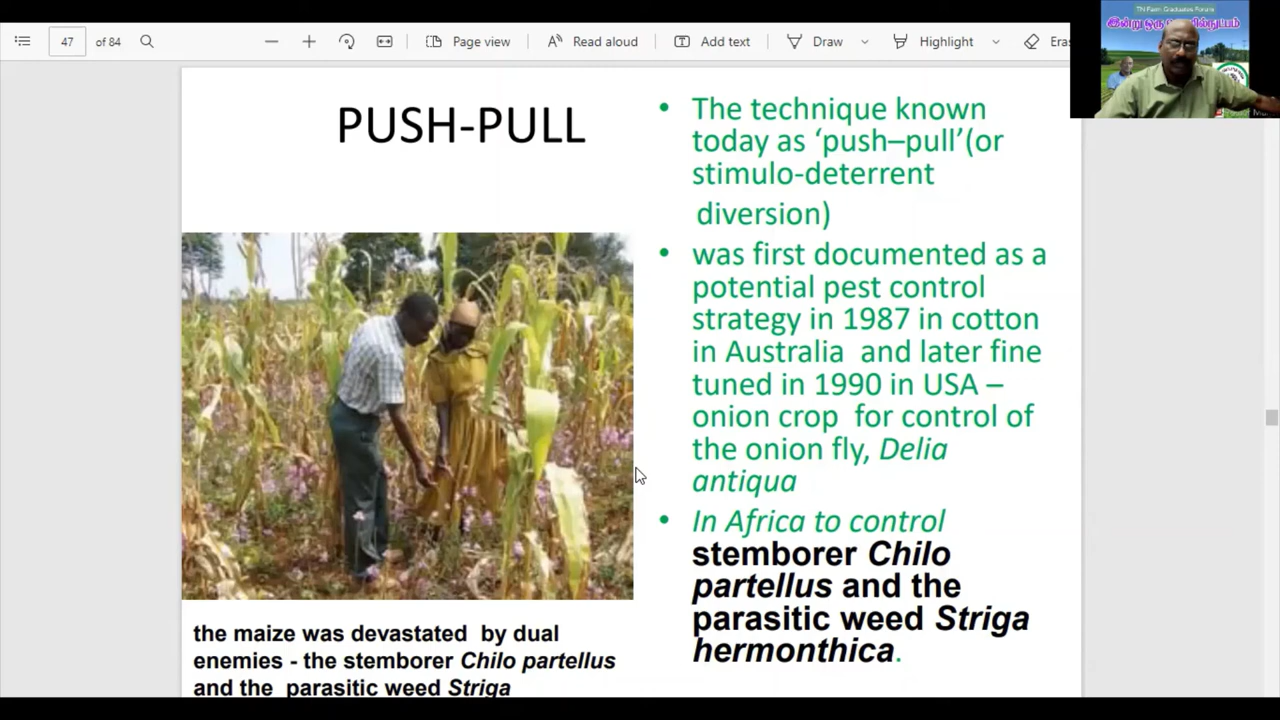 47 of 84
Page view
Read aloud
Add text
Draw
Highlight
TN Farm Graduates Forum
PUSH-PULL
• The technique known
today as ‘push–pull’(or
stimulo-deterrent
diversion)
• was first documented as a
potential pest control
strategy in 1987 in cotton
in Australia and later fine
tuned in 1990 in USA –
onion crop for control of
the onion fly, Delia
antiqua
• In Africa to control
stemborer Chilo
partellus and the
parasitic weed Striga
hermonthica.
the maize was devastated by dual
enemies - the stemborer Chilo partellus
and the parasitic weed Striga